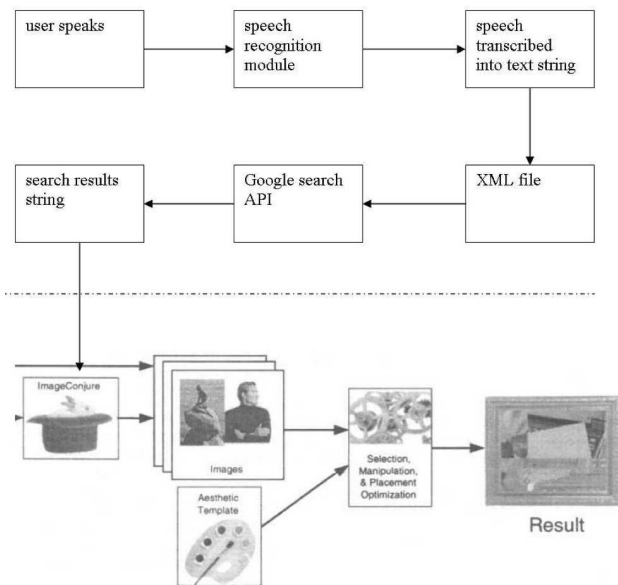 user speaks
speech
recognition
module
speech
transcribed
into text string
search results
string
Google search
API
XML file
ImageConjure
Images
Aesthetic
Template
Selection,
Manipulation,
& Placement
Optimization
Result